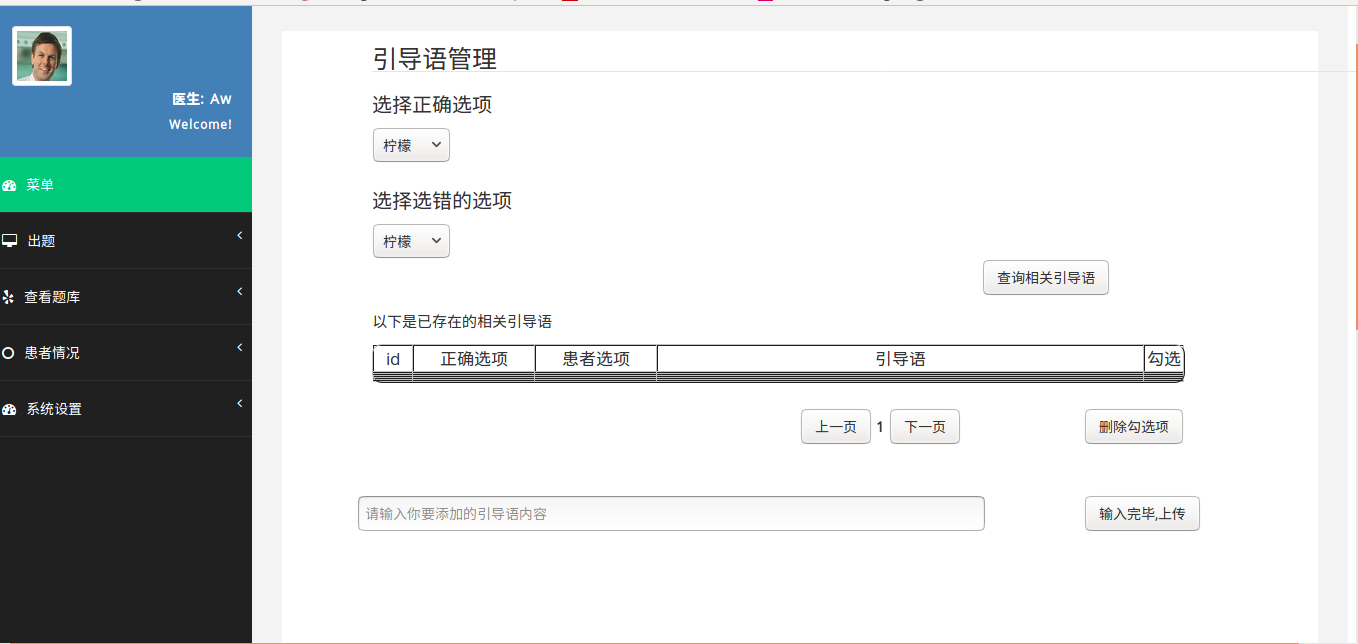 医生: Aw
Welcome!
菜单
出题
查看题库
患者情况
系统设置
引导语管理
选择正确选项
柠檬
选择选错的选项
柠檬
查询相关引导语
以下是已存在的相关引导语
id 正确选项 患者选项 引导语 勾选
上一页 1 下一页 删除勾选项
请输入你要添加的引导语内容 输入完毕,上传